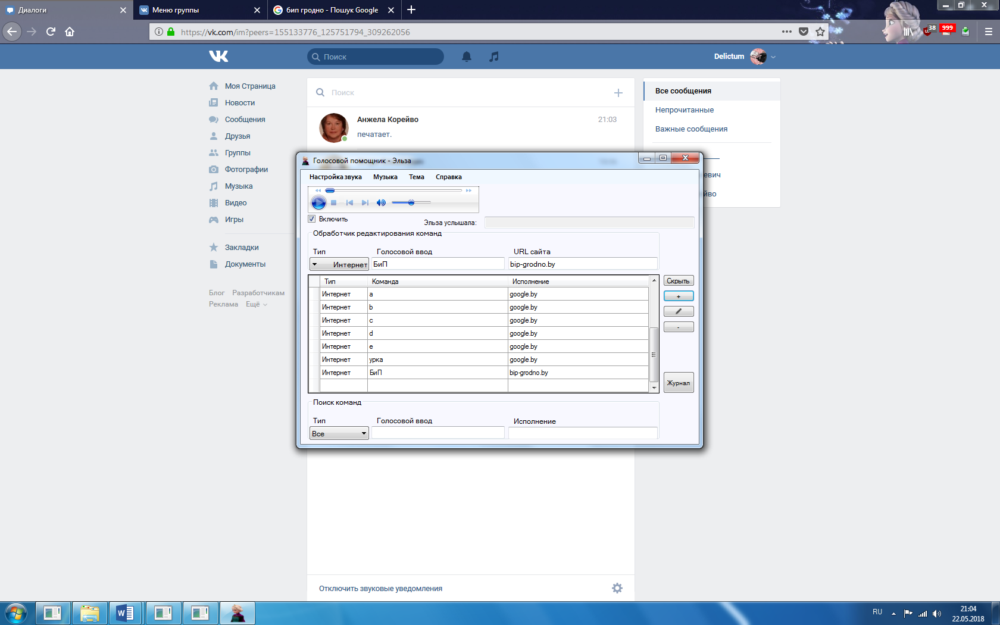 Диалоги
Меню группы
бип гродно - Пошук Google
https://vk.com/im?peers=155133776_125751794_309262056
38
999
Поиск
Delictum
Моя Страница
Новости
Сообщения
Друзья
Группы
Фотографии
Музыка
Видео
Игры
Закладки
Документы
Блог Разработчикам
Реклама Ещё
Поиск
Анжела Корейво 21:03
печатает.
Все сообщения
Непрочитанные
Важные сообщения
евич
йво
Голосовой помощник - Эльза
Настройка звука Музыка Тема Справка
Включить
Эльза услышала:
Обработчик редактирования команд
Тип Голосовой ввод URL сайта
Интернет БиП bip-grodno.by
Тип Команда Исполнение
Интернет a google.by
Интернет b google.by
Интернет c google.by
Интернет d google.by
Интернет e google.by
Интернет урка google.by
Интернет БиП bip-grodno.by
Скрыть
+
-
Журнал
Поиск команд
Тип Голосовой ввод Исполнение
Все
Отключить звуковые уведомления
RU
21:04
22.05.2018